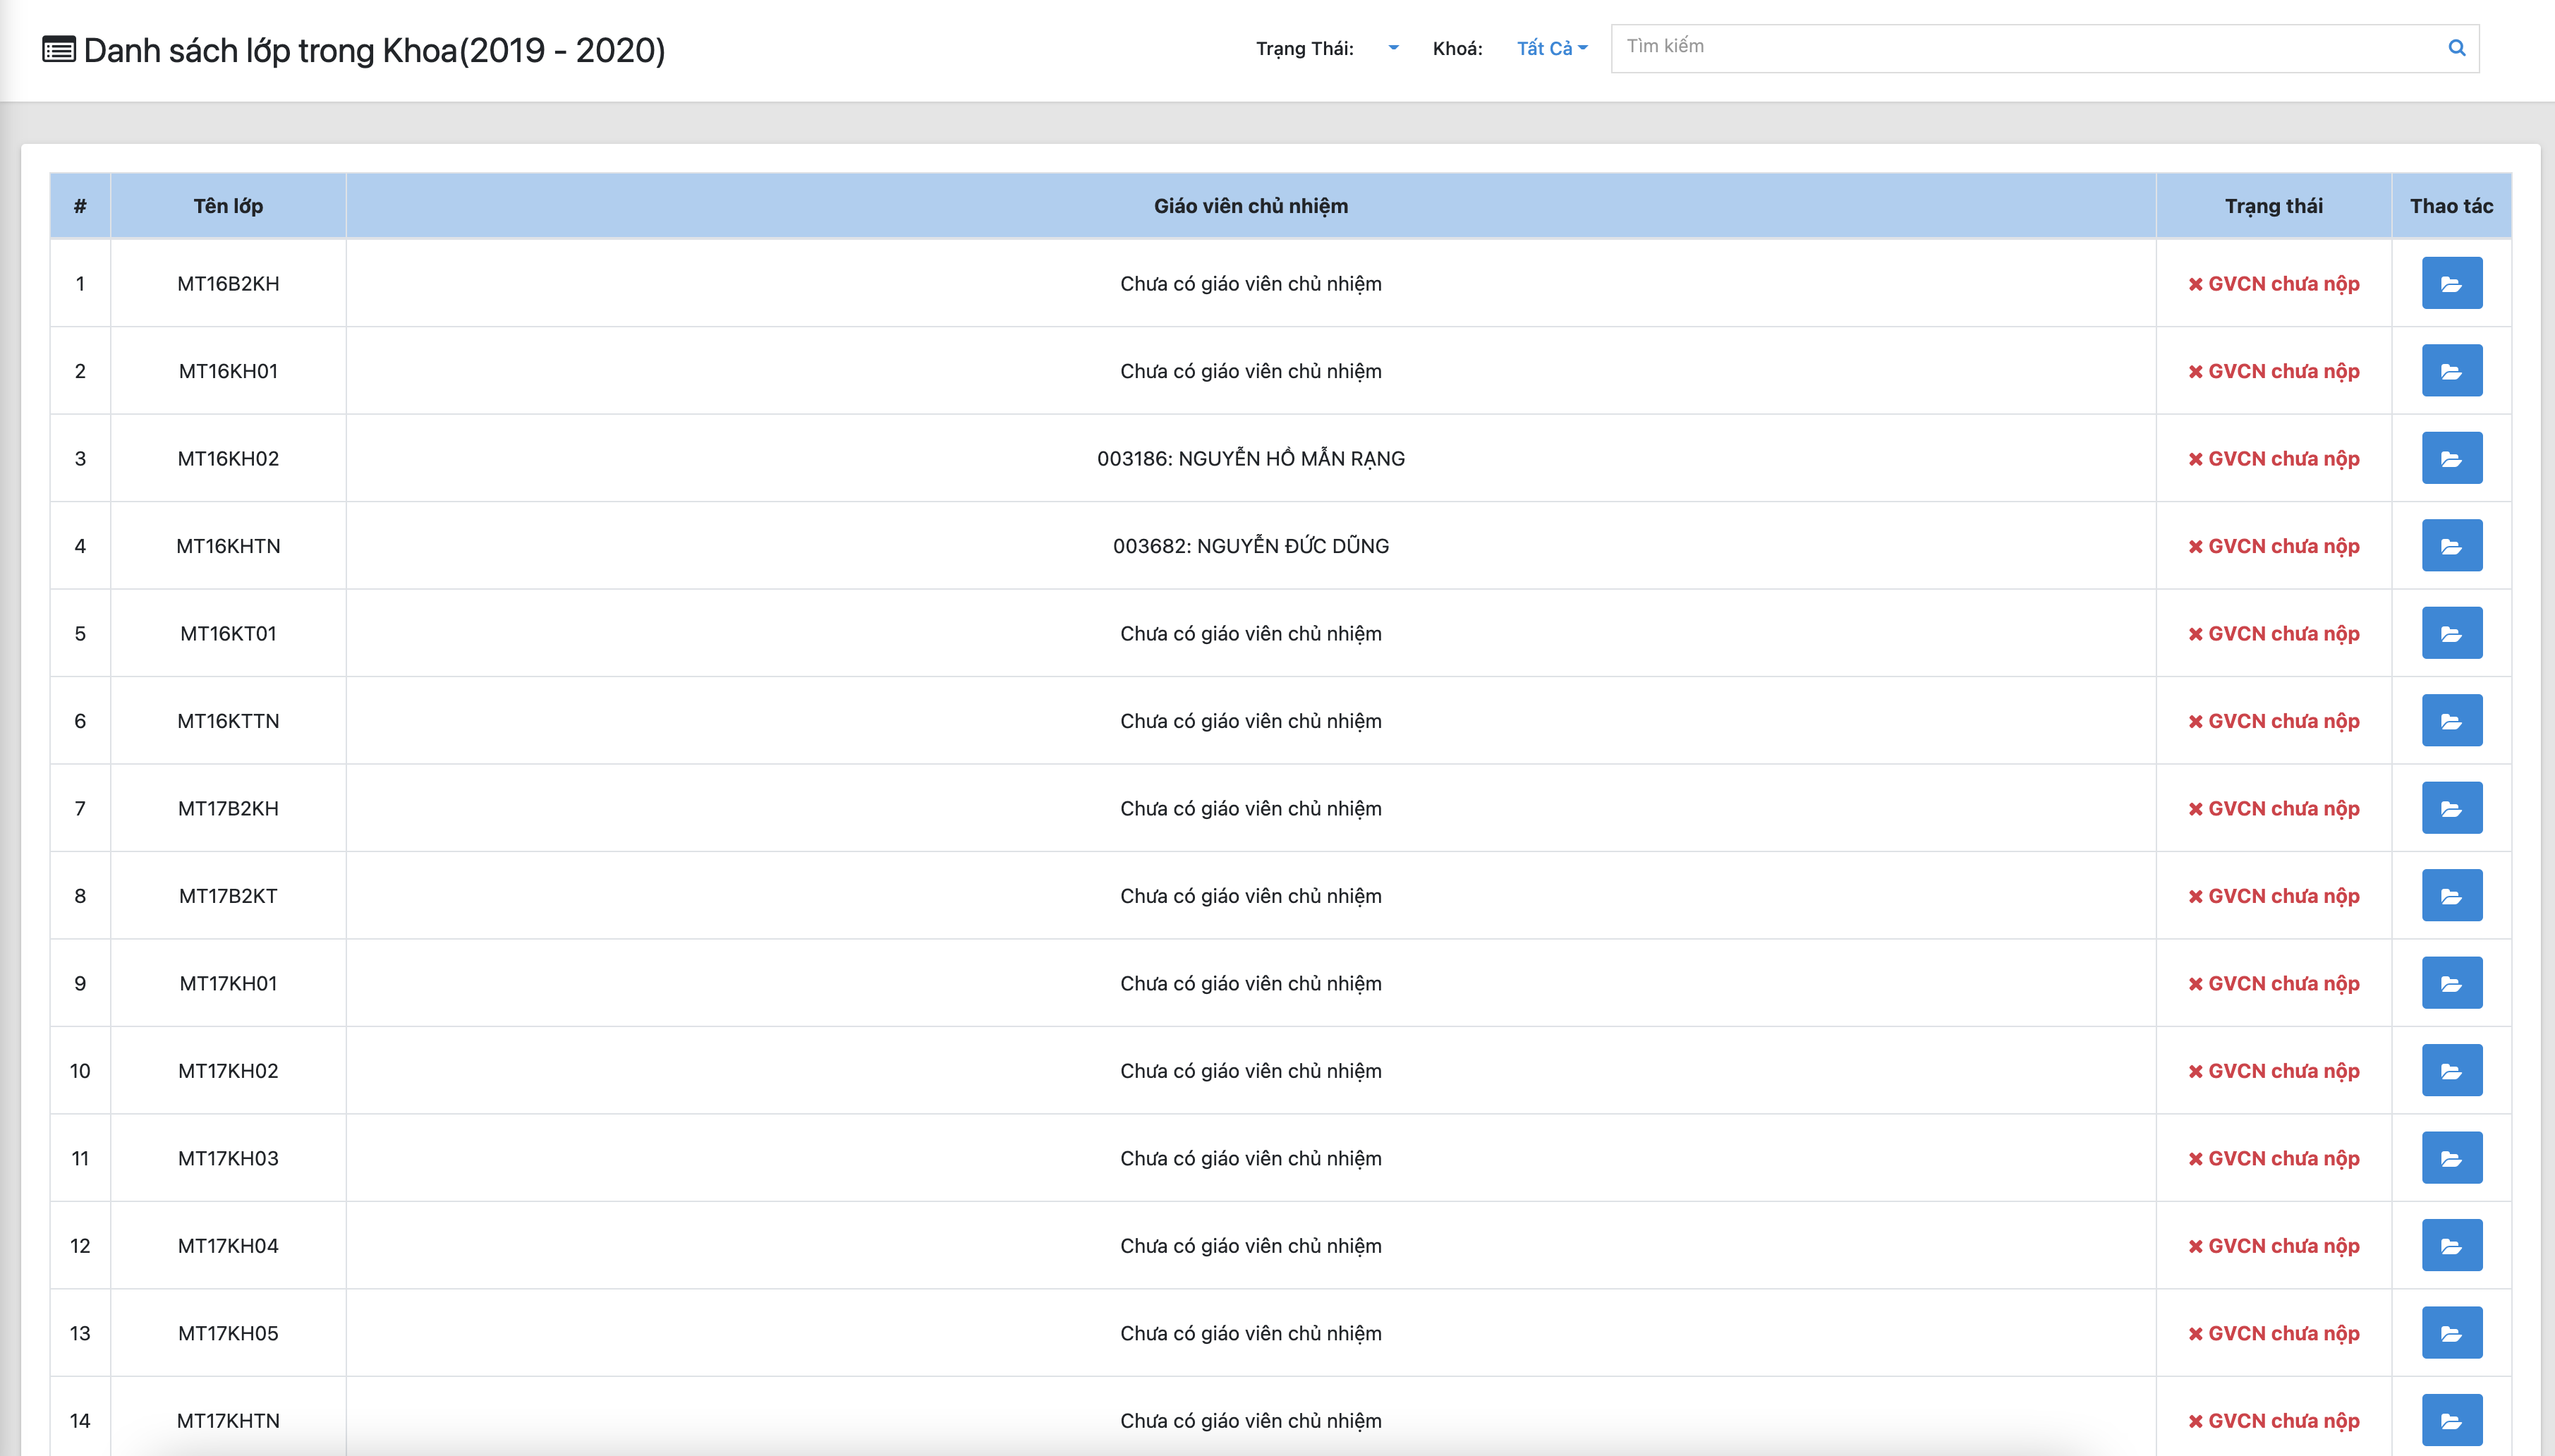 Danh sách lớp trong Khoa(2019 - 2020)
Trạng Thái: Khoá: Tất Cả Tìm kiếm
# Tên lớp Giáo viên chủ nhiệm Trạng thái Thao tác
1 MT16B2KH Chưa có giáo viên chủ nhiệm GVCN chưa nộp
2 MT16KH01 Chưa có giáo viên chủ nhiệm GVCN chưa nộp
3 MT16KH02 003186: NGUYỄN HỒ MẪN RẠNG GVCN chưa nộp
4 MT16KHTN 003682: NGUYỄN ĐỨC DŨNG GVCN chưa nộp
5 MT16KT01 Chưa có giáo viên chủ nhiệm GVCN chưa nộp
6 MT16KTTN Chưa có giáo viên chủ nhiệm GVCN chưa nộp
7 MT17B2KH Chưa có giáo viên chủ nhiệm GVCN chưa nộp
8 MT17B2KT Chưa có giáo viên chủ nhiệm GVCN chưa nộp
9 MT17KH01 Chưa có giáo viên chủ nhiệm GVCN chưa nộp
10 MT17KH02 Chưa có giáo viên chủ nhiệm GVCN chưa nộp
11 MT17KH03 Chưa có giáo viên chủ nhiệm GVCN chưa nộp
12 MT17KH04 Chưa có giáo viên chủ nhiệm GVCN chưa nộp
13 MT17KH05 Chưa có giáo viên chủ nhiệm GVCN chưa nộp
14 MT17KHTN Chưa có giáo viên chủ nhiệm GVCN chưa nộp